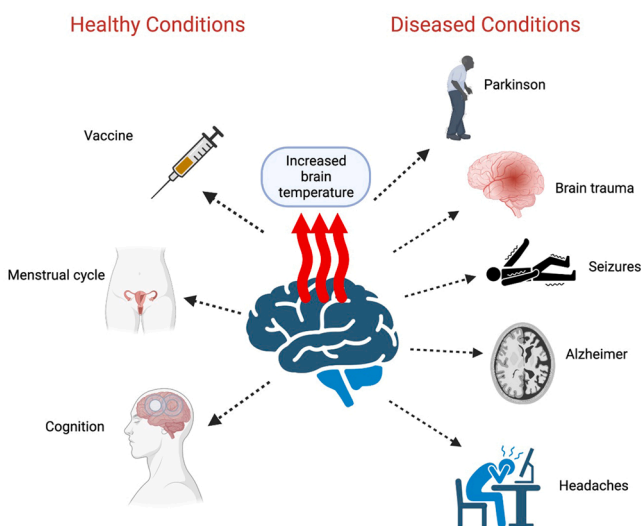 Healthy Conditions
Diseased Conditions
Parkinson
Vaccine
Increased
brain
temperature
Brain trauma
Menstrual cycle
Seizures
Alzheimer
Cognition
Headaches